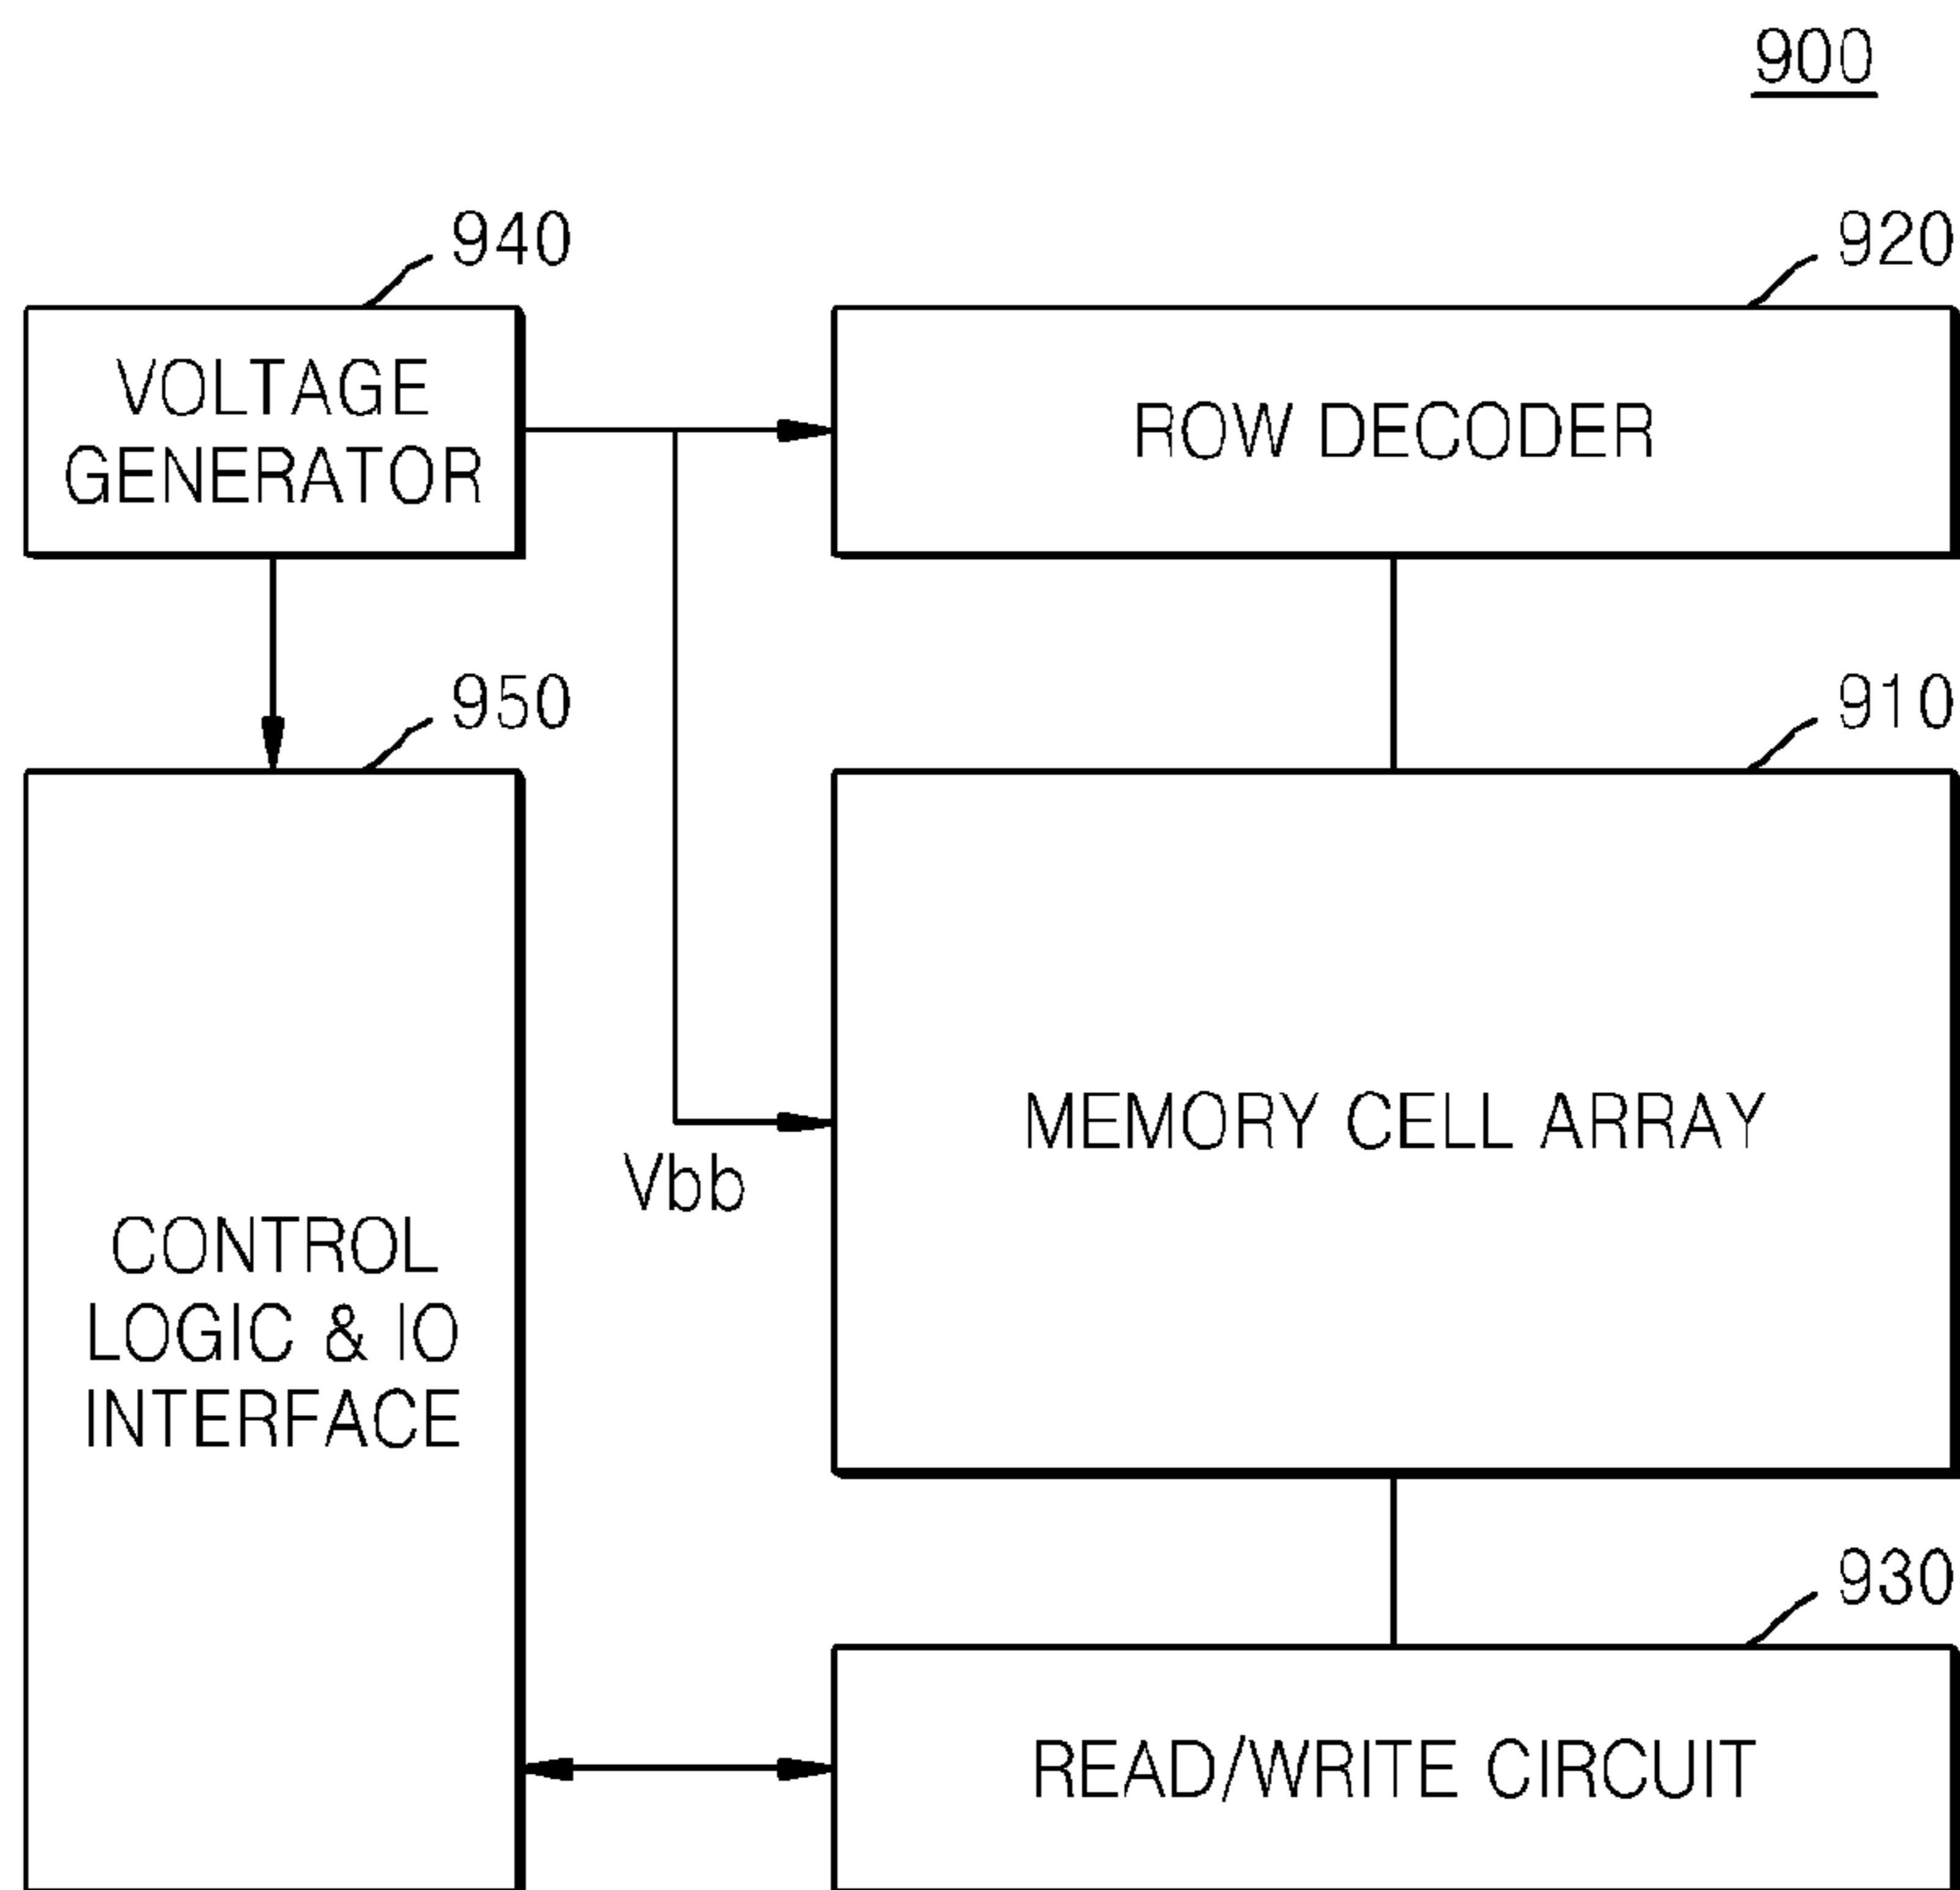 900
940
920
VOLTAGE
GENERATOR
ROW DECODER
950
910
MEMORY CELL ARRAY
Vbb
CONTROL
LOGIC & IO
INTERFACE
930
READ/WRITE CIRCUIT